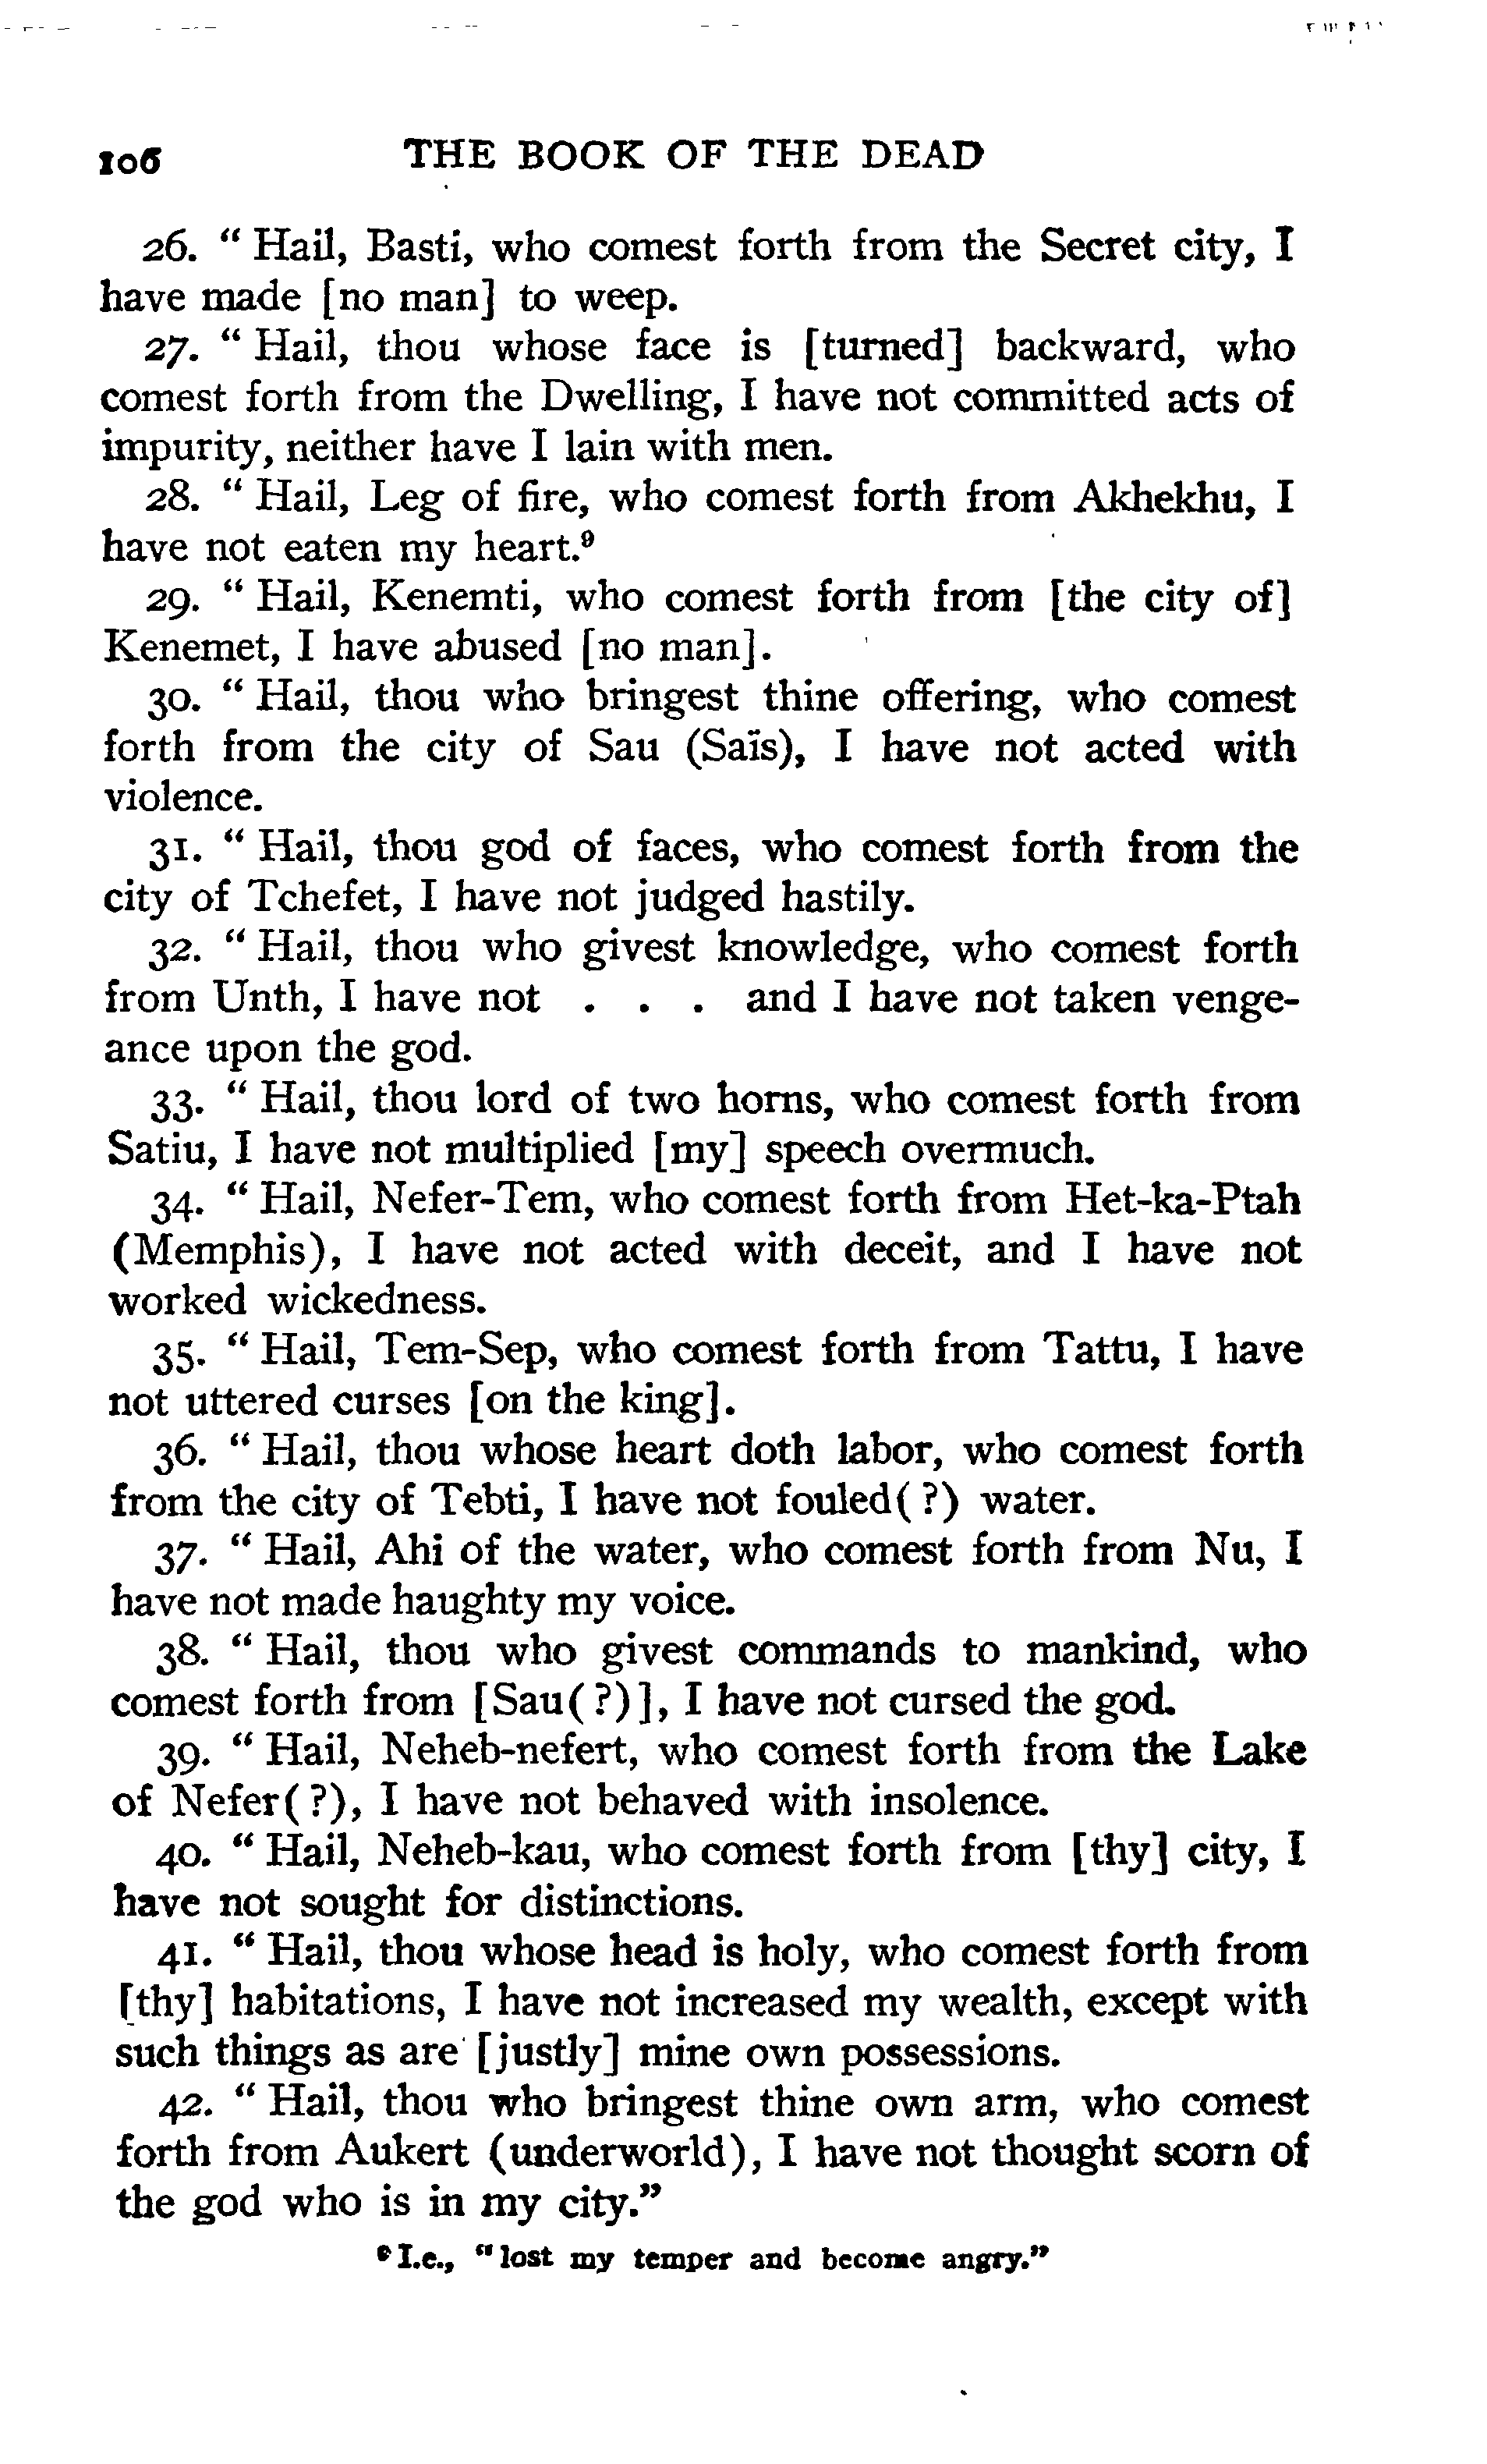 106 THE BOOK OF THE DEAD
26. " Hail, Basti, who comest forth from the Secret city, I
have made [no man] to weep.
27. " Hail, thou whose face is [turned] backward, who
comest forth from the Dwelling, I have not committed acts of
impurity, neither have I lain with men.
28. " Hail, Leg of fire, who comest forth from Akhekhu, I
have not eaten my heart.⁹
29. " Hail, Kenemti, who comest forth from [the city of]
Kenemet, I have abused [no man].
30. " Hail, thou who bringest thine offering, who comest
forth from the city of Sau (Saïs), I have not acted with
violence.
31. " Hail, thou god of faces, who comest forth from the
city of Tchefet, I have not judged hastily.
32. " Hail, thou who givest knowledge, who comest forth
from Unth, I have not . . . and I have not taken venge-
ance upon the god.
33. " Hail, thou lord of two horns, who comest forth from
Satiu, I have not multiplied [my] speech overmuch.
34. " Hail, Nefer-Tem, who comest forth from Het-ka-Ptah
(Memphis), I have not acted with deceit, and I have not
worked wickedness.
35. " Hail, Tem-Sep, who comest forth from Tattu, I have
not uttered curses [on the king].
36. " Hail, thou whose heart doth labor, who comest forth
from the city of Tebti, I have not fouled( ?) water.
37. " Hail, Ahi of the water, who comest forth from Nu, I
have not made haughty my voice.
38. " Hail, thou who givest commands to mankind, who
comest forth from [Sau( ?)], I have not cursed the god.
39. " Hail, Neheb-nefert, who comest forth from the Lake
of Nefer( ?), I have not behaved with insolence.
40. " Hail, Neheb-kau, who comest forth from [thy] city, I
have not sought for distinctions.
41. " Hail, thou whose head is holy, who comest forth from
[thy] habitations, I have not increased my wealth, except with
such things as are [justly] mine own possessions.
42. " Hail, thou who bringest thine own arm, who comest
forth from Aukert (underworld), I have not thought scorn of
the god who is in my city."
⁹ I.e., " lost my temper and become angry."